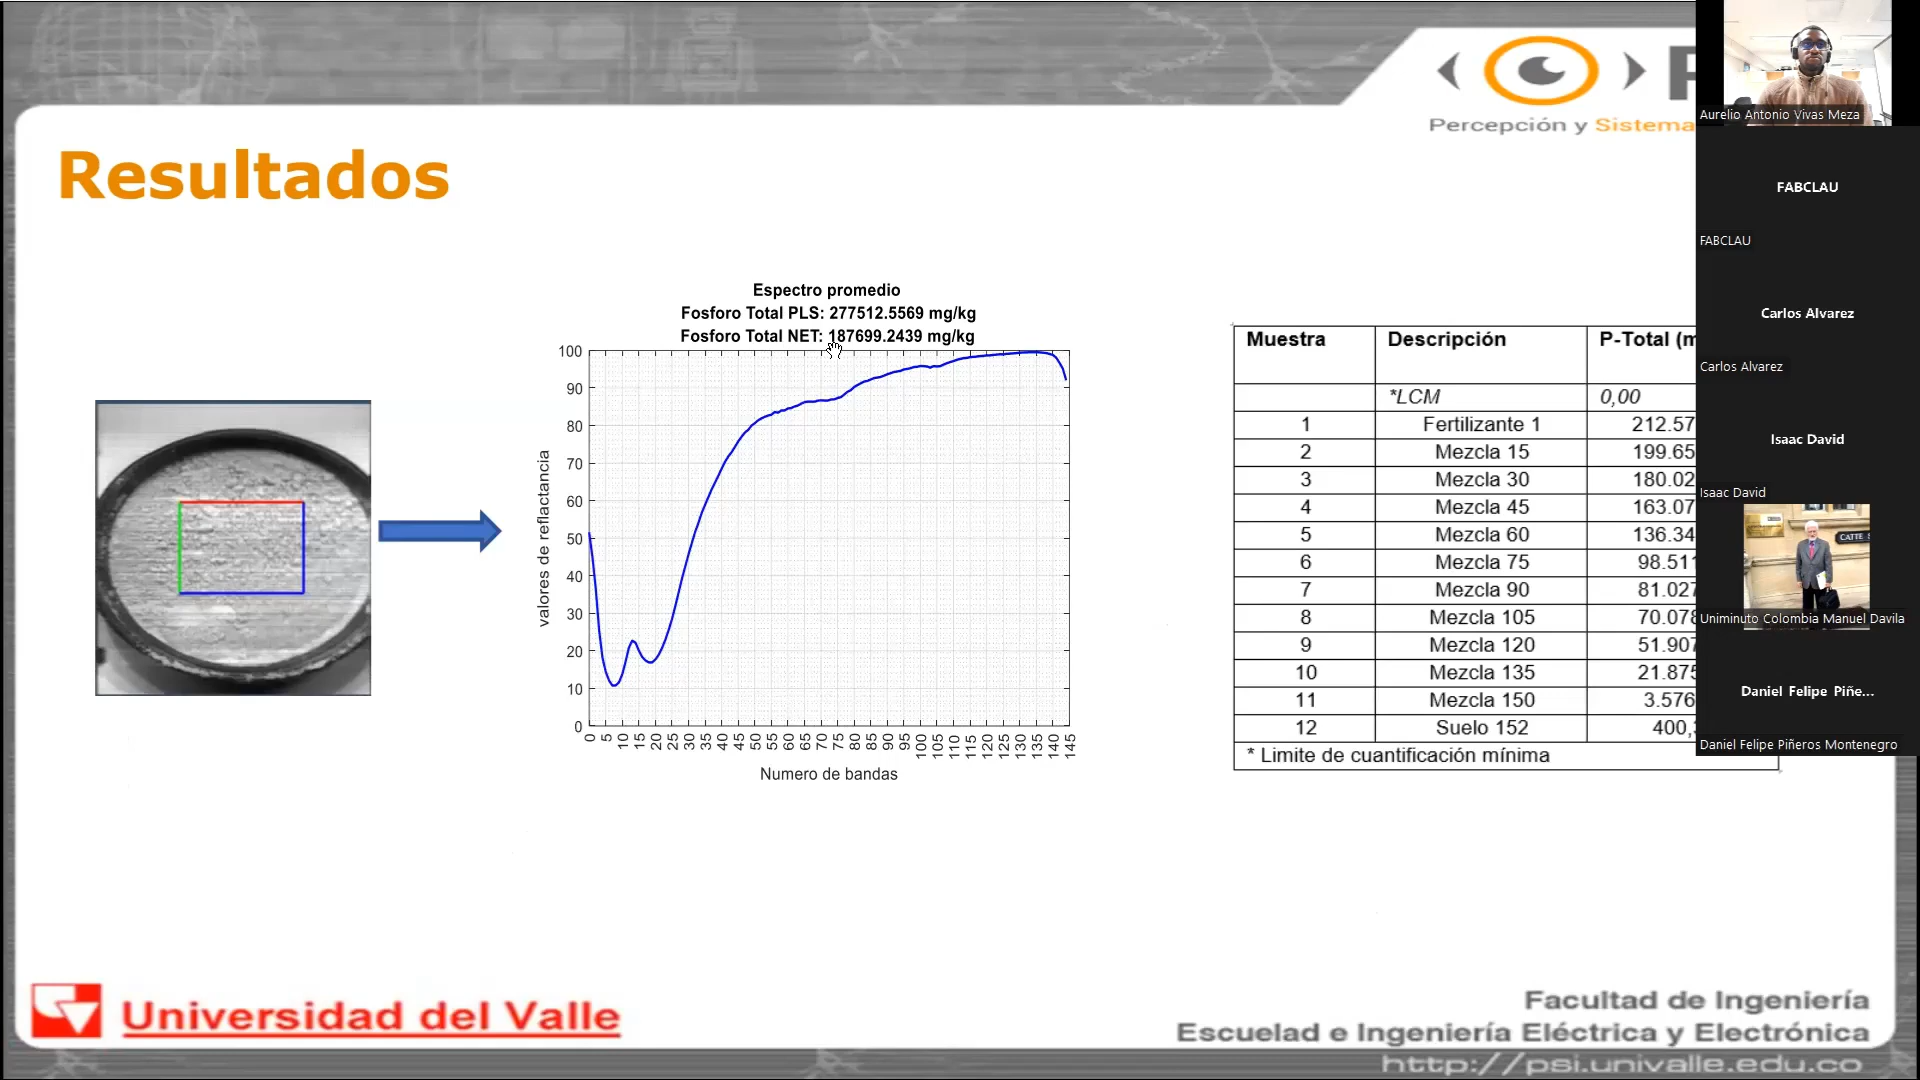 Percepción y Sistema
Resultados
Espectro promedio
Fosforo Total PLS: 277512.5569 mg/kg
Fosforo Total NET: 187699.2439 mg/kg
valores de reflactancia
100
90
80
70
60
50
40
30
20
10
0
0 5 10 15 20 25 30 35 40 45 50 55 60 65 70 75 80 85 90 95 100 105 110 115 120 125 130 135 140 145
Numero de bandas
Muestra Descripción P-Total (m
*LCM 0,00
1 Fertilizante 1 212.57
2 Mezcla 15 199.65
3 Mezcla 30 180.02
4 Mezcla 45 163.07
5 Mezcla 60 136.34
6 Mezcla 75 98.511
7 Mezcla 90 81.027
8 Mezcla 105 70.078
9 Mezcla 120 51.907
10 Mezcla 135 21.875
11 Mezcla 150 3.576
12 Suelo 152 400,
* Limite de cuantificación mínima
Aurelio Antonio Vivas Meza
FABCLAU
FABCLAU
Carlos Alvarez
Carlos Alvarez
Isaac David
Isaac David
CATTE
Uniminuto Colombia Manuel Davila
Daniel Felipe Piñe...
Daniel Felipe Piñeros Montenegro
Universidad del Valle
Facultad de Ingeniería
Escuelad e Ingeniería Eléctrica y Electrónica
http://psi.univalle.edu.co